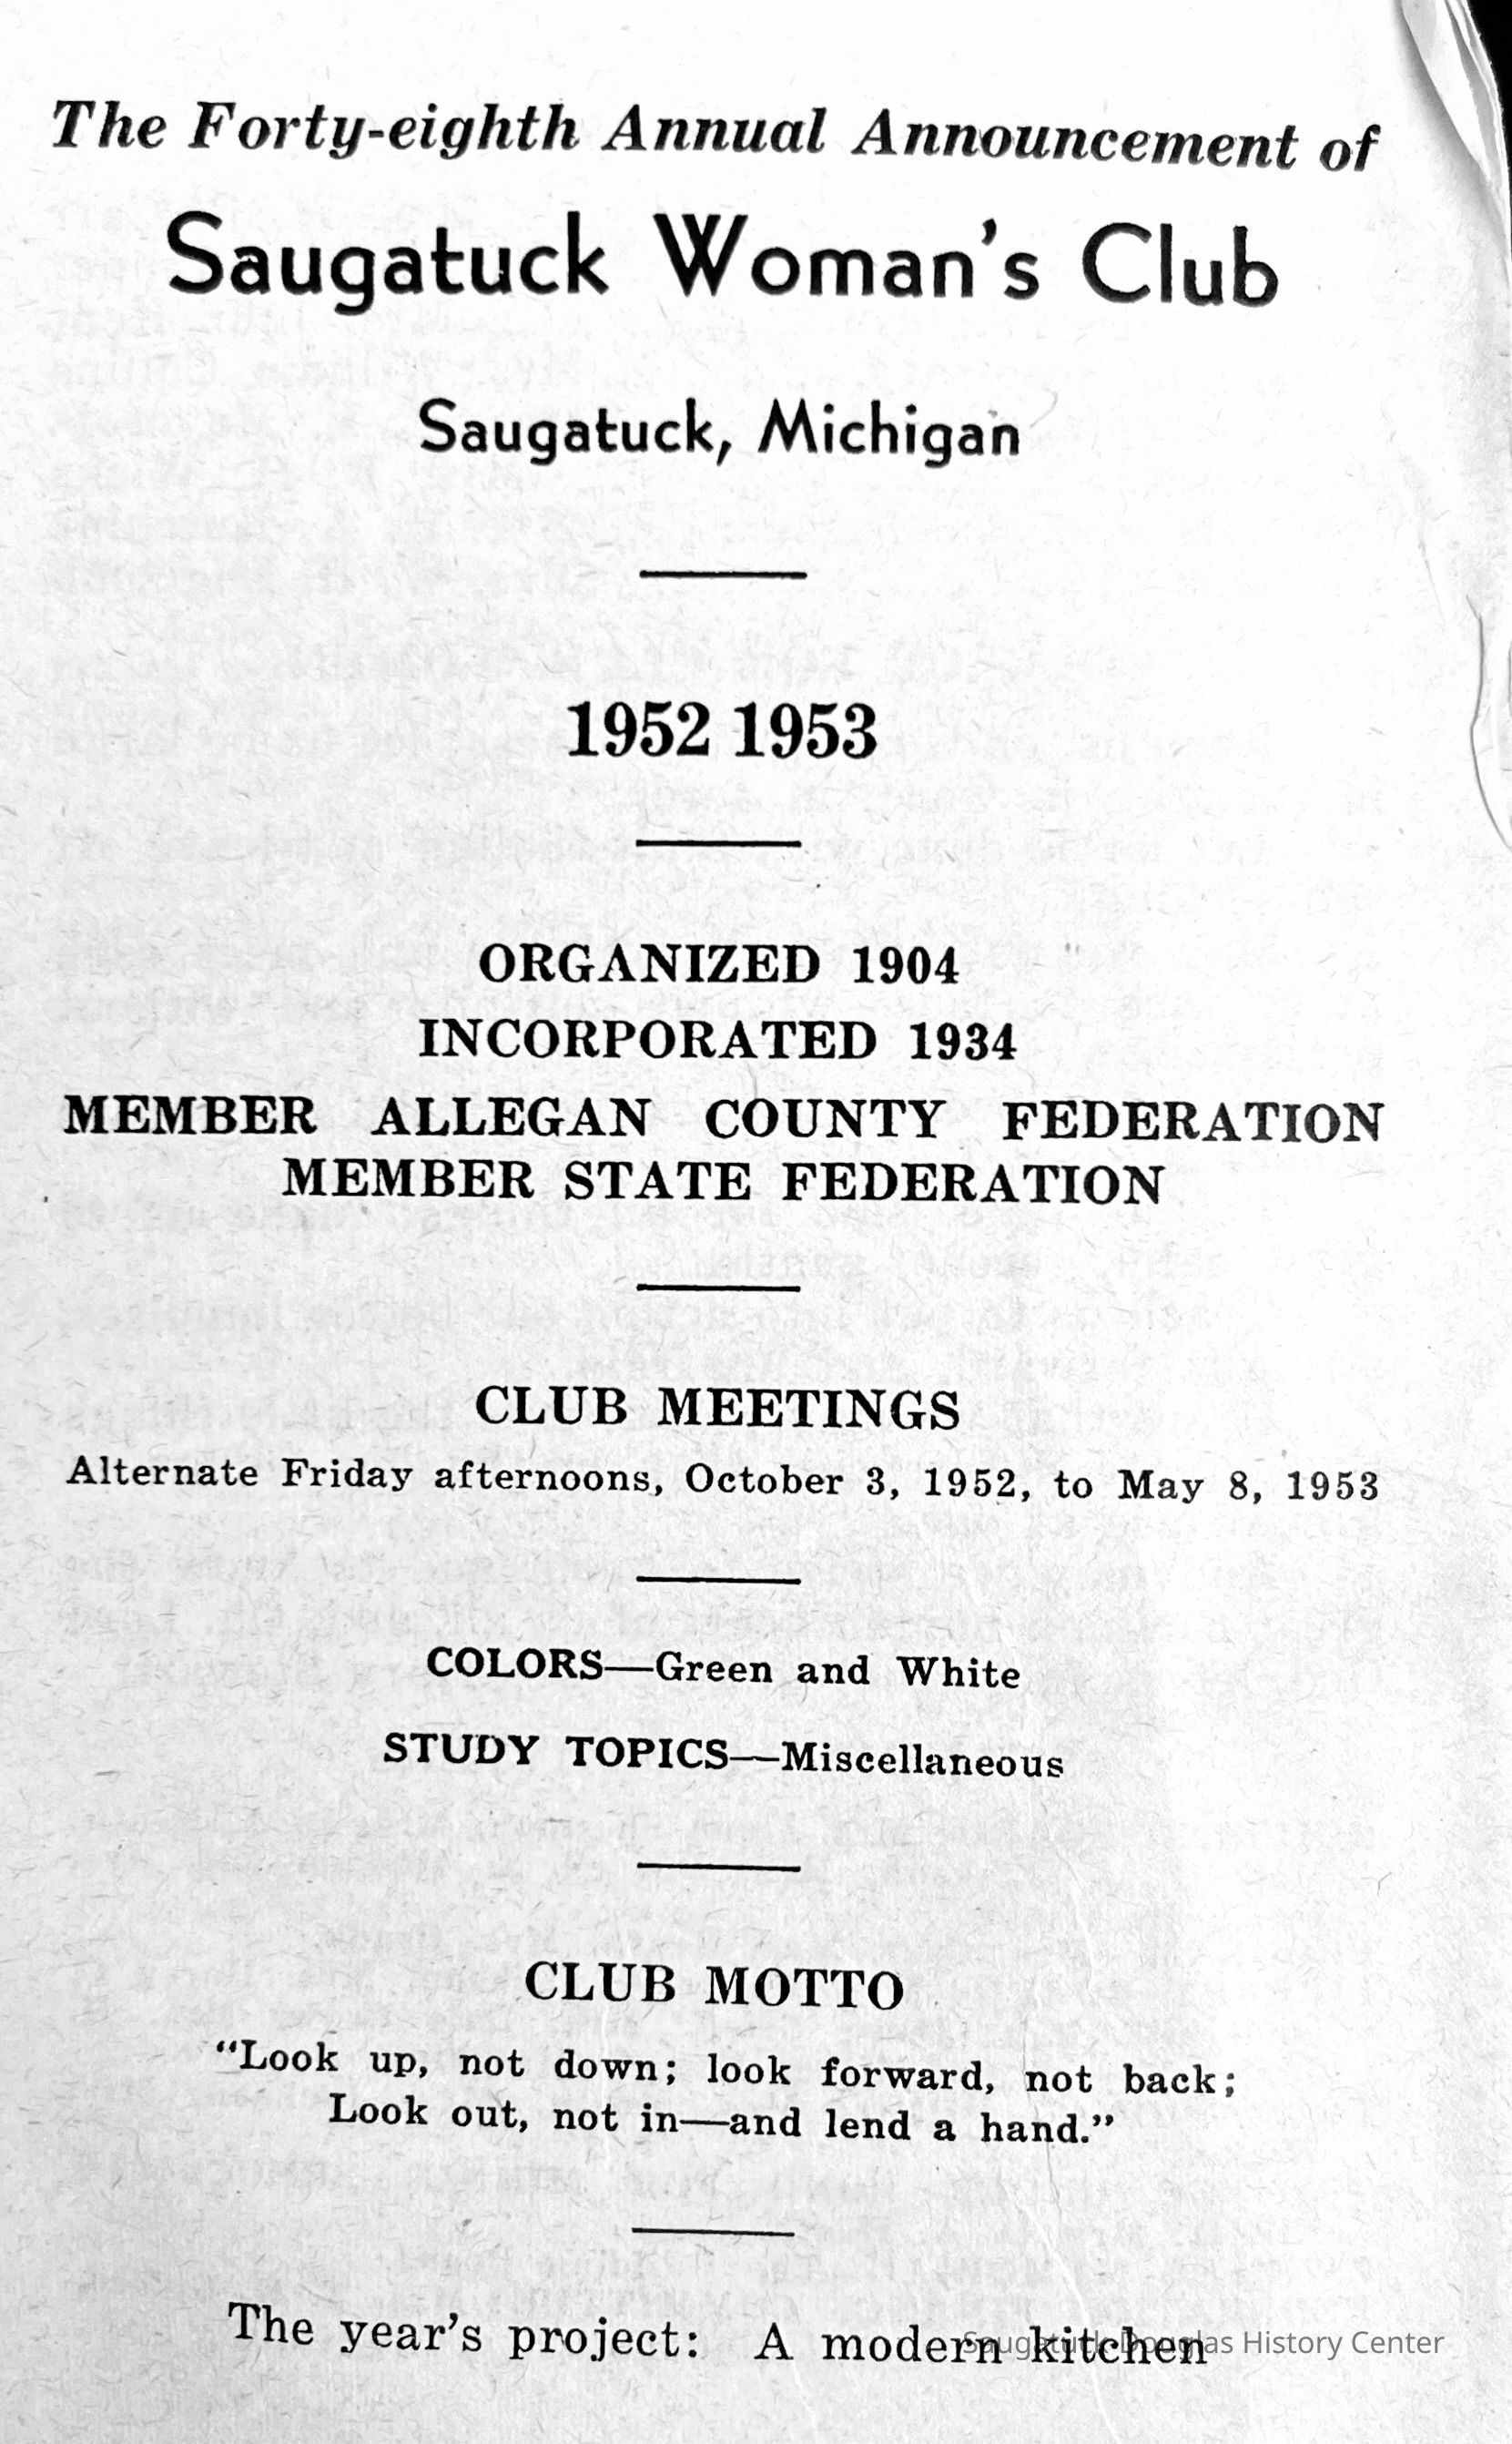 The Forty-eighth Annual Announcement of
Saugatuck Woman's Club
Saugatuck, Michigan
1952 1953
ORGANIZED 1904
INCORPORATED 1934
MEMBER ALLEGAN COUNTY FEDERATION
MEMBER STATE FEDERATION
CLUB MEETINGS
Alternate Friday afternoons, October 3, 1952, to May 8, 1953
COLORS—Green and White
STUDY TOPICS—Miscellaneous
CLUB MOTTO
“Look up, not down; look forward, not back;
Look out, not in—and lend a hand.”
The year's project: A modern kitchen
Saugatuck-Douglas History Center